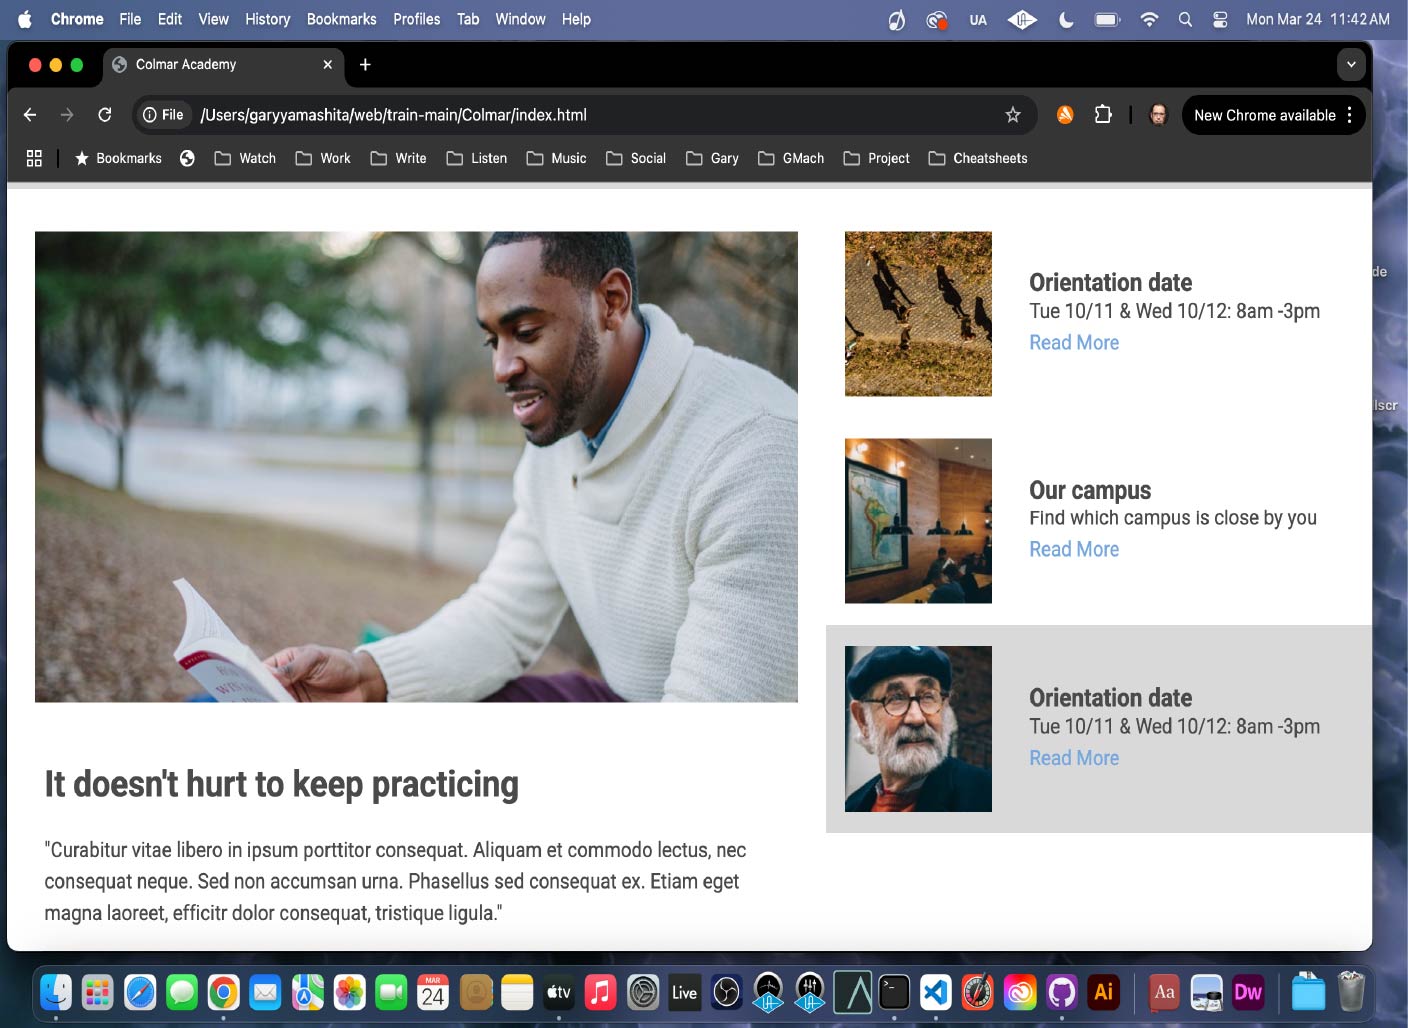 Chrome File Edit View History Bookmarks Profiles Tab Window Help UA Mon Mar 24 11:42 AM
Colmar Academy
File /Users/garyyamashita/web/train-main/Colmar/index.html New Chrome available
Bookmarks Watch Work Write Listen Music Social Gary GMach Project Cheatsheets
de
llscr
Orientation date
Tue 10/11 & Wed 10/12: 8am -3pm
Read More
Our campus
Find which campus is close by you
Read More
Orientation date
Tue 10/11 & Wed 10/12: 8am -3pm
Read More
It doesn't hurt to keep practicing
"Curabitur vitae libero in ipsum porttitor consequat. Aliquam et commodo lectus, nec
consequat neque. Sed non accumsan urna. Phasellus sed consequat ex. Etiam eget
magna laoreet, efficitr dolor consequat, tristique ligula."
MAR
24
tv
Live
Ai
Aa
Dw